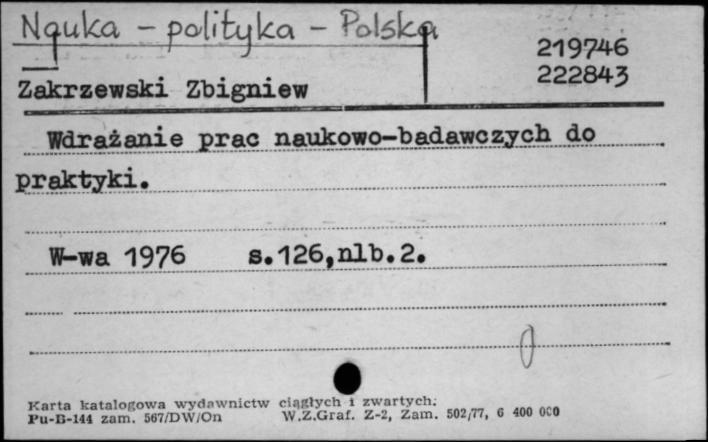 Nauka - polityka - Polska
219746
222843
Zakrzewski Zbigniew
Wdrażanie prac naukowo-badawczych do
praktyki.
W-wa 1976 s.126,nlb.2.
Karta katalogowa wydawnictw ciągłych i zwartych.
Pu-B-144 zam. 567/DW/On W.Z.Graf. Z-2, Zam. 502/77, 6 400 000